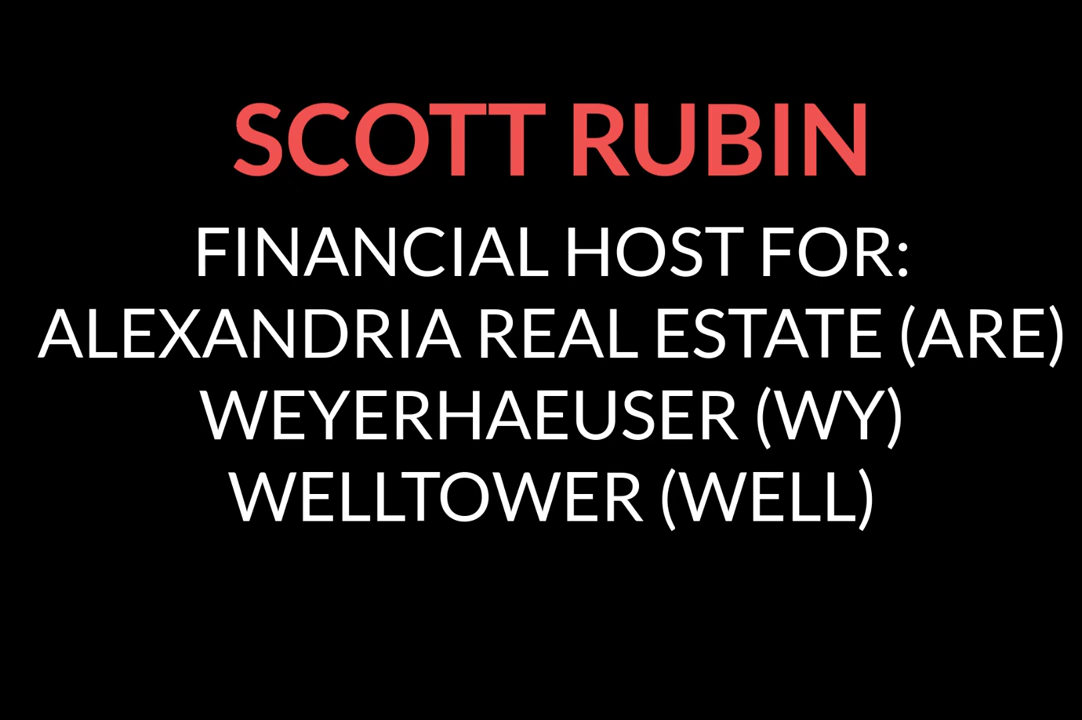 SCOTT RUBIN
FINANCIAL HOST FOR:
ALEXANDRIA REAL ESTATE (ARE)
WEYERHAEUSER (WY)
WELLTOWER (WELL)